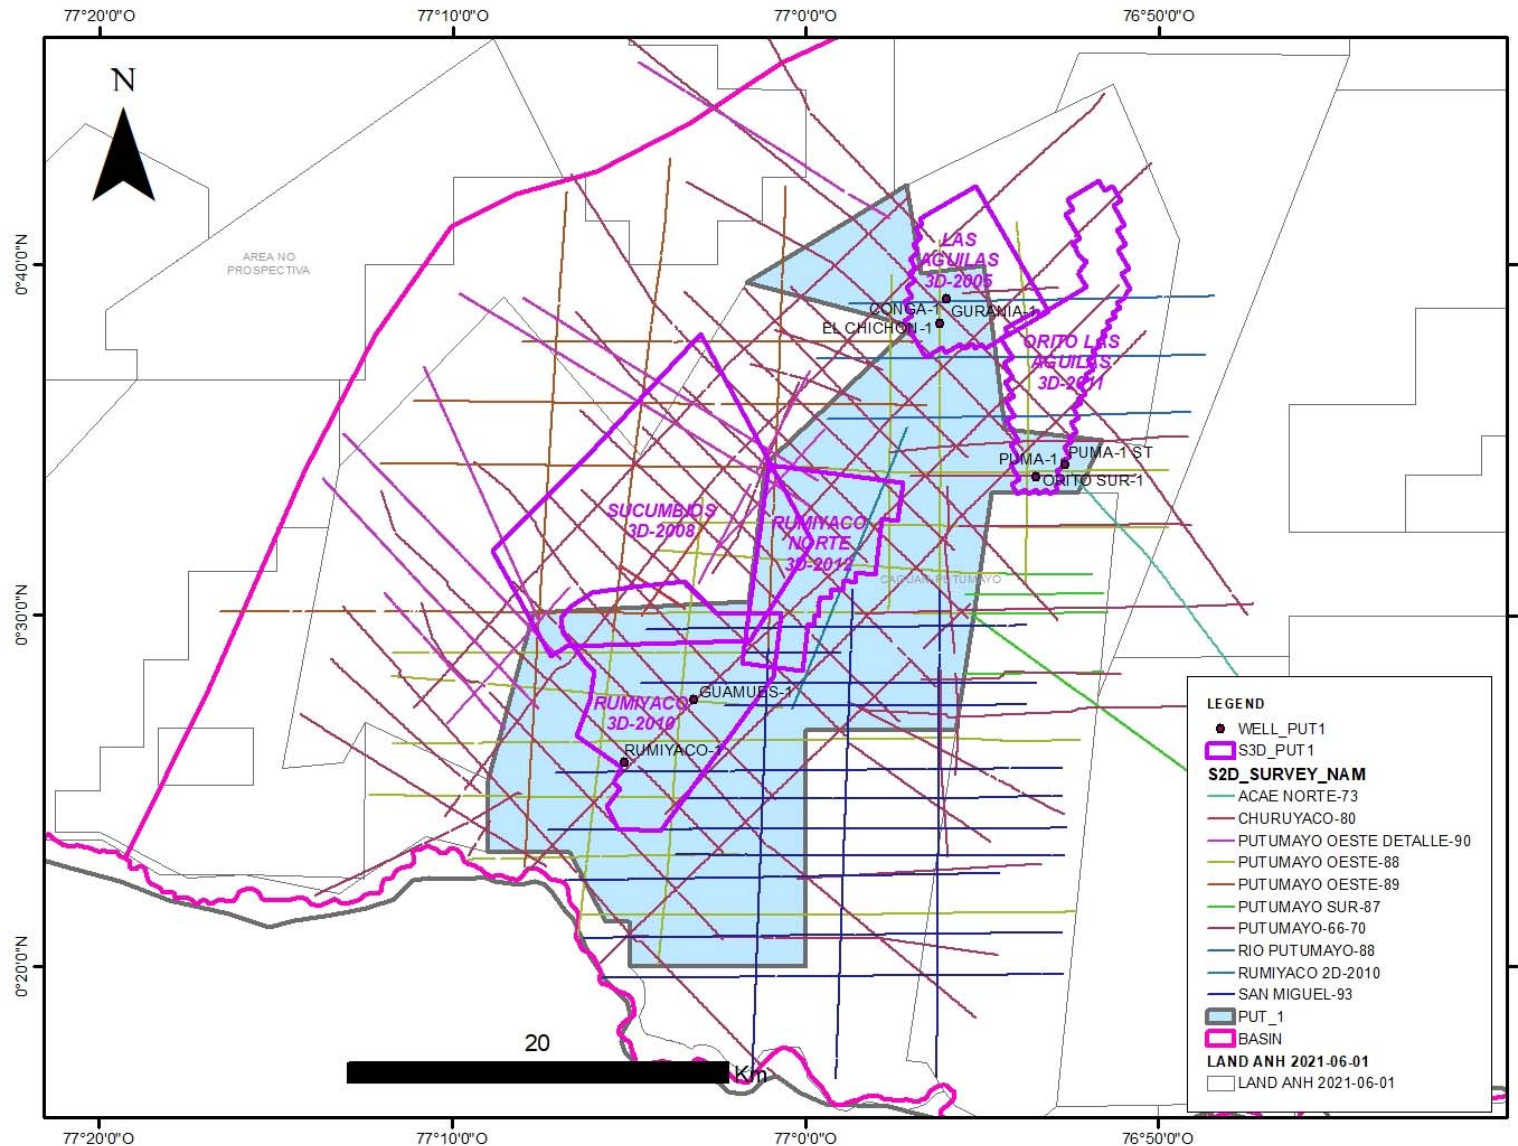 77°20'0"O
77°10'0"O
77°0'0"O
76°50'0"O
N
0°40'0"N
0°30'0"N
0°20'0"N
AREA NO
PROSPECTIVA
LAS
AGUILAS
3D-2005
CONGA-1
GURANIA-1
EL CHICHON-1
ORITO LAS
AGUILAS
3D-2011
PUMA-1
PUMA-1 ST
ORITO SUR-1
SUCUMBIOS
3D-2008
RUMIYACO
NORTE
3D-2012
CAGUAN-PUTUMAYO
GUAMUES-1
RUMIYACO
3D-2010
RUMIYACO-1
20
Km
LEGEND
WELL_PUT1
S3D_PUT1
S2D_SURVEY_NAM
ACAE NORTE-73
CHURUYACO-80
PUTUMAYO OESTE DETALLE-90
PUTUMAYO OESTE-88
PUTUMAYO OESTE-89
PUTUMAYO SUR-87
PUTUMAYO-66-70
RIO PUTUMAYO-88
RUMIYACO 2D-2010
SAN MIGUEL-93
PUT_1
BASIN
LAND ANH 2021-06-01
LAND ANH 2021-06-01
77°20'0"O
77°10'0"O
77°0'0"O
76°50'0"O